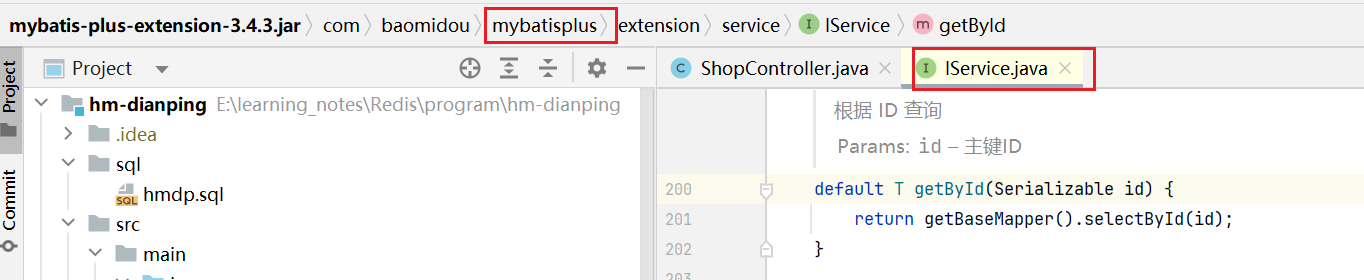 mybatis-plus-extension-3.4.3.jar com baomidou mybatisplus extension service I IService m getById
Project
Commit
Project
hm-dianping E:\learning_notes\Redis\program\hm-dianping
.idea
sql
SQL hmdp.sql
src
main
C ShopController.java I IService.java
根据 ID 查询
Params: id – 主键ID
200 default T getById(Serializable id) {
201 return getBaseMapper().selectById(id);
202 }
203